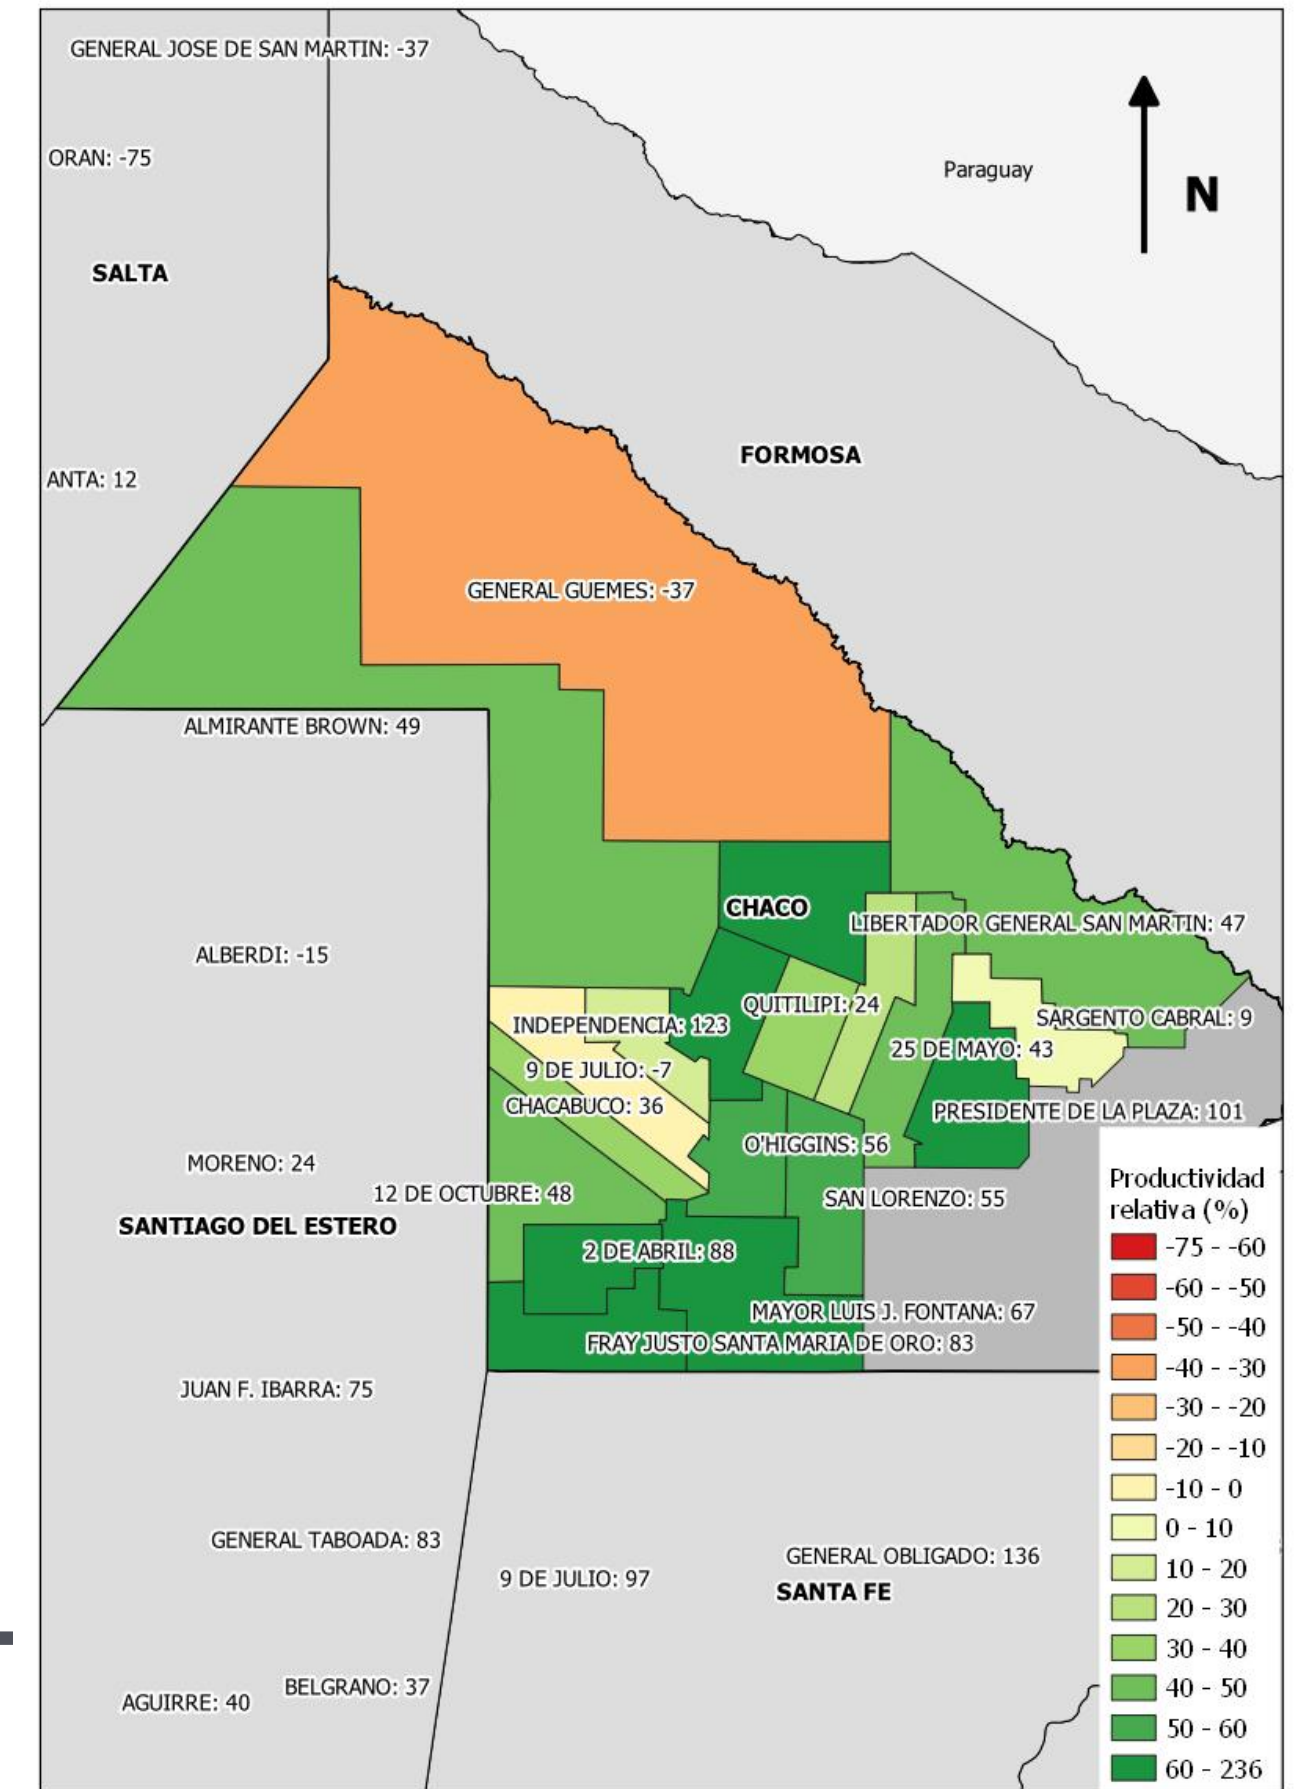 GENERAL JOSE DE SAN MARTIN: -37
ORAN: -75
Paraguay
N
SALTA
FORMOSA
ANTA: 12
GENERAL GUEMES: -37
ALMIRANTE BROWN: 49
CHACO
LIBERTADOR GENERAL SAN MARTIN: 47
ALBERDI: -15
QUITILIPI: 24
SARGENTO CABRAL: 9
INDEPENDENCIA: 123
25 DE MAYO: 43
9 DE JULIO: -7
CHACABUCO: 36
PRESIDENTE DE LA PLAZA: 101
O'HIGGINS: 56
MORENO: 24
12 DE OCTUBRE: 48
SAN LORENZO: 55
SANTIAGO DEL ESTERO
2 DE ABRIL: 88
MAYOR LUIS J. FONTANA: 67
FRAY JUSTO SANTA MARIA DE ORO: 83
JUAN F. IBARRA: 75
GENERAL TABOADA: 83
GENERAL OBLIGADO: 136
9 DE JULIO: 97
SANTA FE
BELGRANO: 37
AGUIRRE: 40
Productividad
relativa (%)
-75 - -60
-60 - -50
-50 - -40
-40 - -30
-30 - -20
-20 - -10
-10 - 0
0 - 10
10 - 20
20 - 30
30 - 40
40 - 50
50 - 60
60 - 236